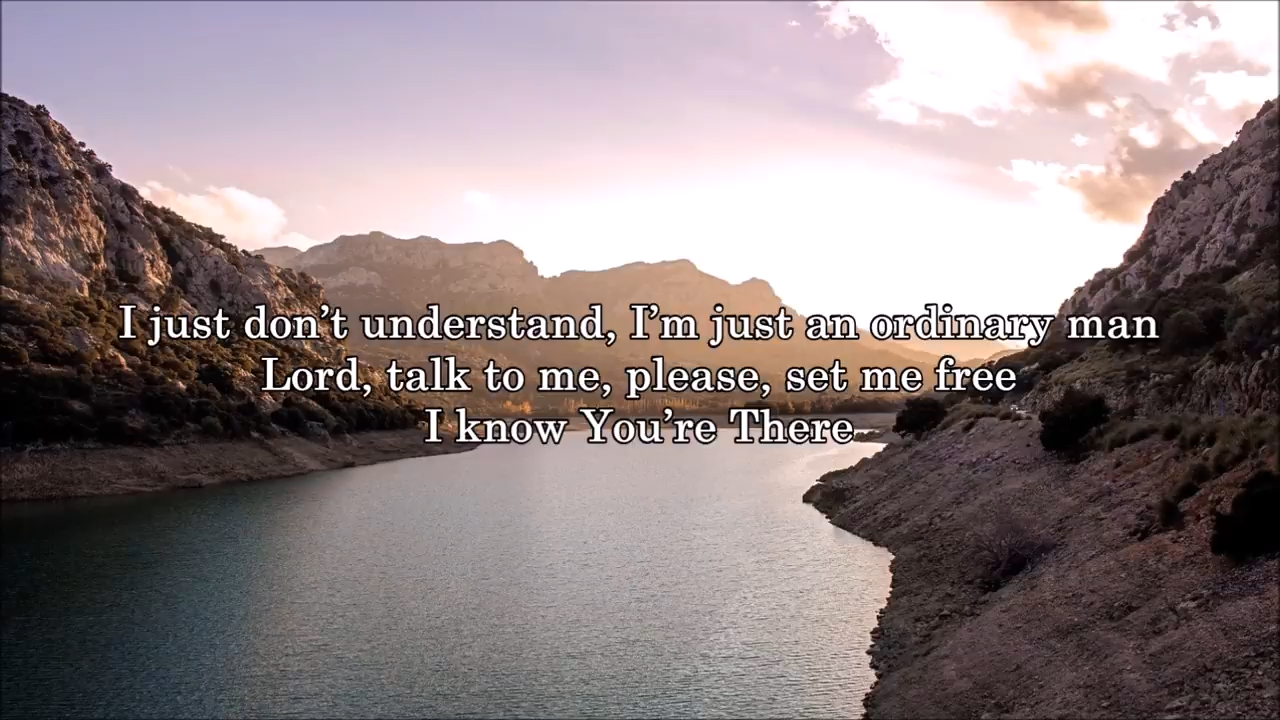 I just don’t understand, I’m just an ordinary man
Lord, talk to me, please, set me free
I know You’re There